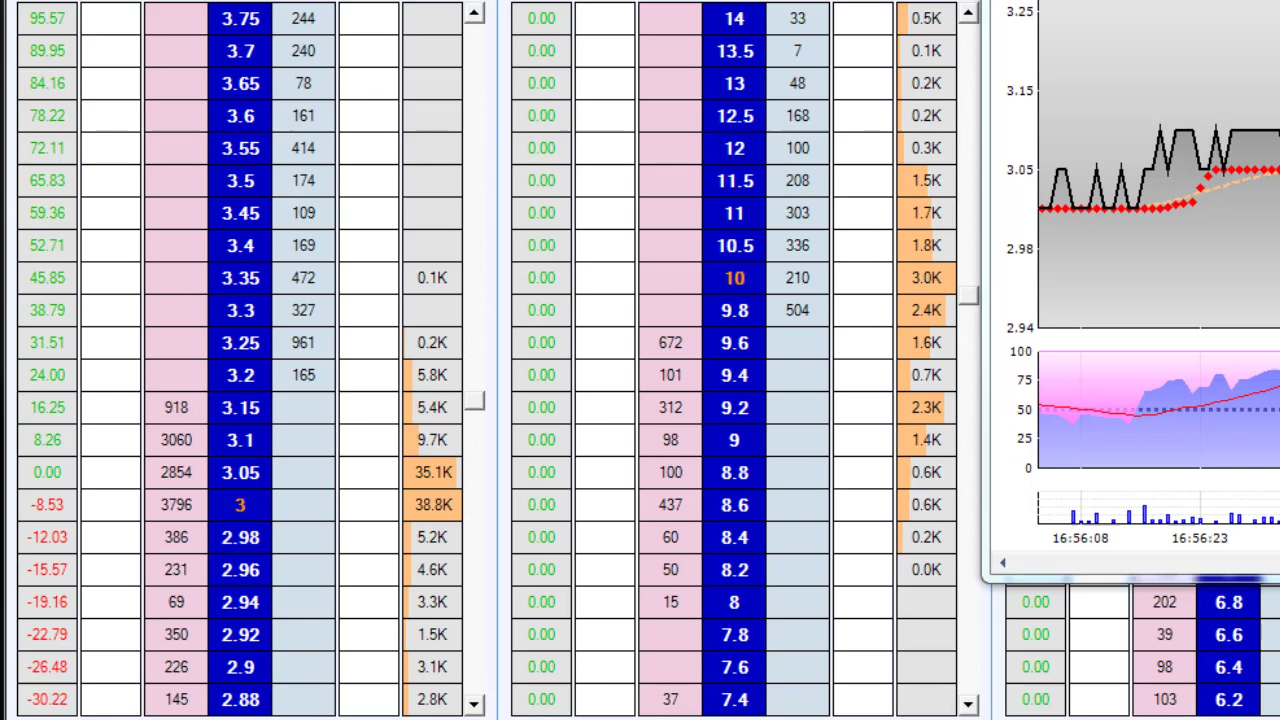 95.57 3.75 244
89.95 3.7 240
84.16 3.65 78
78.22 3.6 161
72.11 3.55 414
65.83 3.5 174
59.36 3.45 109
52.71 3.4 169
45.85 3.35 472 0.1K
38.79 3.3 327
31.51 3.25 961 0.2K
24.00 3.2 165 5.8K
16.25 918 3.15 5.4K
8.26 3060 3.1 9.7K
0.00 2854 3.05 35.1K
-8.53 3796 3 38.8K
-12.03 386 2.98 5.2K
-15.57 231 2.96 4.6K
-19.16 69 2.94 3.3K
-22.79 350 2.92 1.5K
-26.48 226 2.9 3.1K
-30.22 145 2.88 2.8K
0.00 14 33 0.5K
0.00 13.5 7 0.1K
0.00 13 48 0.2K
0.00 12.5 168 0.2K
0.00 12 100 0.3K
0.00 11.5 208 1.5K
0.00 11 303 1.7K
0.00 10.5 336 1.8K
0.00 10 210 3.0K
0.00 9.8 504 2.4K
0.00 672 9.6 1.6K
0.00 101 9.4 0.7K
0.00 312 9.2 2.3K
0.00 98 9 1.4K
0.00 100 8.8 0.6K
0.00 437 8.6 0.6K
0.00 60 8.4 0.2K
0.00 50 8.2 0.0K
0.00 15 8
0.00 7.8
0.00 7.6
0.00 37 7.4
3.25
3.15
3.05
2.98
2.94
100
75
50
25
0
16:56:08 16:56:23
0.00 202 6.8
0.00 39 6.6
0.00 98 6.4
0.00 103 6.2